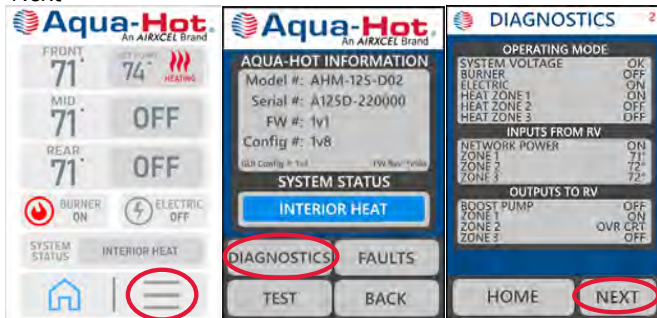 Next
Aqua-Hot.
An AIRXCEL Brand
FRONT
71°
74°
HEATING
MID
71°
OFF
REAR
71°
OFF
BURNER
ON
ELECTRIC
OFF
SYSTEM
STATUS
INTERIOR HEAT
Aqua-Hot.
An AIRXCEL Brand
AQUA-HOT INFORMATION
Model #: AHM-125-D02
Serial #: A125D-220000
FW #: 1v1
Config #: 1v8
SYSTEM STATUS
INTERIOR HEAT
DIAGNOSTICS
FAULTS
TEST
BACK
DIAGNOSTICS
2
OPERATING MODE
SYSTEM VOLTAGE OK
BURNER OFF
ELECTRIC ON
HEAT ZONE 1 ON
HEAT ZONE 2 OFF
HEAT ZONE 3 OFF
INPUTS FROM RV
NETWORK POWER ON
ZONE 1 71°
ZONE 2 72°
ZONE 3 72°
OUTPUTS TO RV
BOOST PUMP OFF
ZONE 1 ON
ZONE 2 OVR CRT
ZONE 3 OFF
HOME
NEXT